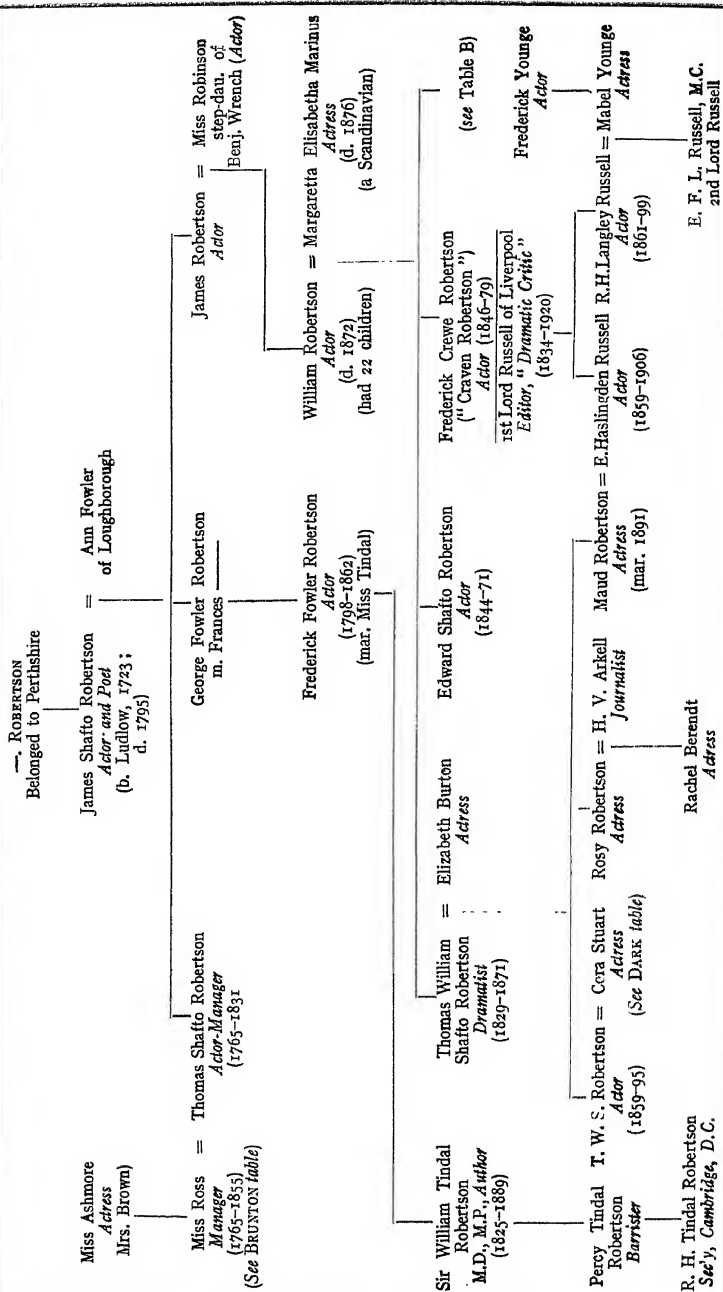 —. ROBERTSON
Belonged to Perthshire
James Shafto Robertson = Ann Fowler
Actor and Poet of Loughborough
(b. Ludlow, 1723;
d. 1795)
Miss Ashmore
Actress
Mrs. Brown)
Miss Ross = Thomas Shafto Robertson
Manager Actor-Manager
(1765-1855) (1765-1831
(See BRUNTON table)
George Fowler Robertson
m. Frances ——
James Robertson = Miss Robinson
Actor step-dau. of
Benj. Wrench (Actor)
Frederick Fowler Robertson
Actor
(1798-1862)
(mar. Miss Tindal)
William Robertson = Margaretta Elisabetha Marinus
Actor Actress
(d. 1872) (d. 1876)
(had 22 children) (a Scandinavian)
Sir William Tindal
Robertson
M.D., M.P., Author
(1825-1889)
Thomas William = Elizabeth Burton
Shafto Robertson Actress
Dramatist
(1829-1871)
Edward Shafto Robertson
Actor
(1844-71)
Frederick Crewe Robertson
("Craven Robertson")
Actor (1846-79)
(see Table B)
1st Lord Russell of Liverpool
Editor, "Dramatic Critic"
(1834-1920)
Frederick Younge
Actor
Percy Tindal
Robertson
Barrister
T. W. S. Robertson = Cora Stuart
Actor Actress
(1859-95) (See DARK table)
Rosy Robertson = H. V. Arkell
Actress Journalist
Maud Robertson = E. Haslingden Russell
Actress Actor
(mar. 1891) (1859-1906)
R. H. Langley Russell = Mabel Younge
Actor Actress
(1861-99)
R. H. Tindal Robertson
Sec'y, Cambridge, D.C.
Rachel Berendt
Actress
E. F. L. Russell, M.C.
2nd Lord Russell